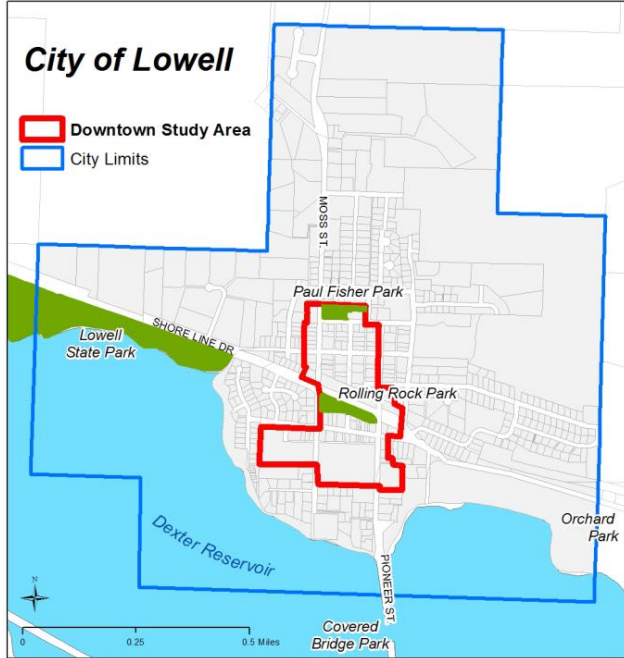 City of Lowell
Downtown Study Area
City Limits
MOSS ST.
Paul Fisher Park
SHORE LINE DR
Lowell
State Park
Rolling Rock Park
Orchard
Park
Dexter Reservoir
PIONEER ST.
N
Covered
Bridge Park
0 0.25 0.5 Miles